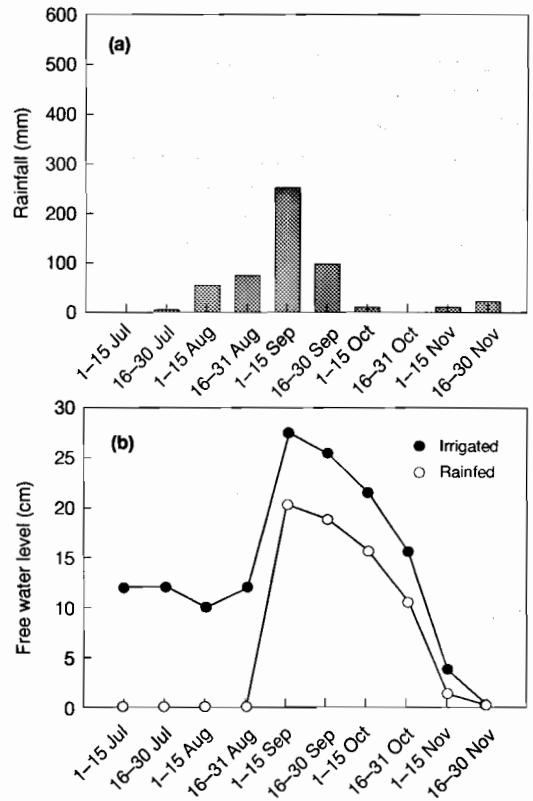 (a)
Rainfall (mm)
600
500
400
300
200
100
0
1–15 Jul
16–30 Jul
1–15 Aug
16–31 Aug
1–15 Sep
16–30 Sep
1–15 Oct
16–31 Oct
1–15 Nov
16–30 Nov
(b)
Irrigated
Rainfed
Free water level (cm)
30
25
20
15
10
5
0
1–15 Jul
16–30 Jul
1–15 Aug
16–31 Aug
1–15 Sep
16–30 Sep
1–15 Oct
16–31 Oct
1–15 Nov
16–30 Nov